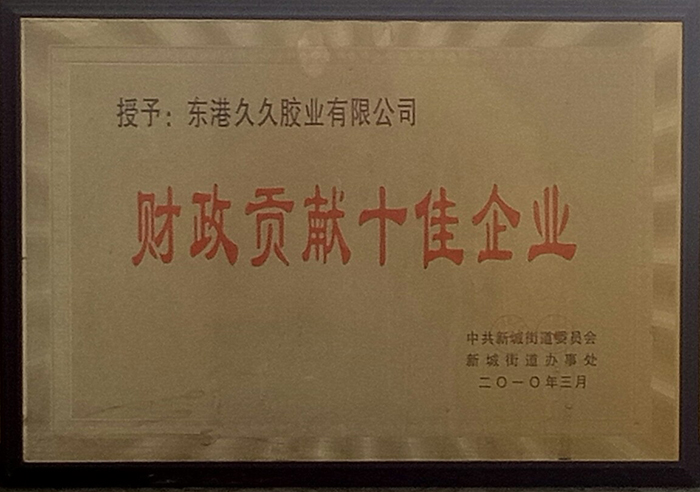 授予：东港久久胶业有限公司
财政贡献十佳企业
中共新城街道委员会
新城街道办事处
二〇一〇年三月